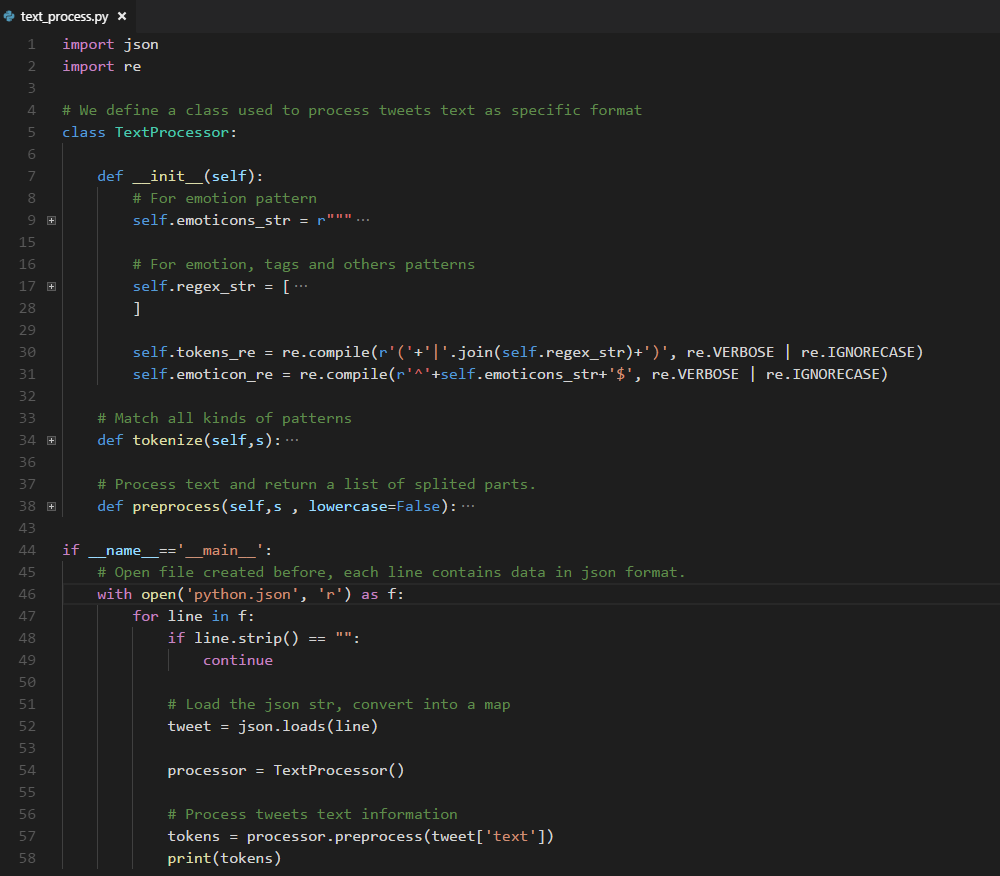 text_process.py ×
1 import json
2 import re
3
4 # We define a class used to process tweets text as specific format
5 class TextProcessor:
6
7     def __init__(self):
8         # For emotion pattern
9         self.emoticons_str = r"""···
15
16         # For emotion, tags and others patterns
17         self.regex_str = [···
28         ]
29
30         self.tokens_re = re.compile(r'('+'|'.join(self.regex_str)+')', re.VERBOSE | re.IGNORECASE)
31         self.emoticon_re = re.compile(r'^'+self.emoticons_str+'$', re.VERBOSE | re.IGNORECASE)
32
33     # Match all kinds of patterns
34     def tokenize(self,s):···
36
37     # Process text and return a list of splited parts.
38     def preprocess(self,s , lowercase=False):···
43
44 if __name__=='__main__':
45     # Open file created before, each line contains data in json format.
46     with open('python.json', 'r') as f:
47         for line in f:
48             if line.strip() == "":
49                 continue
50
51             # Load the json str, convert into a map
52             tweet = json.loads(line)
53
54             processor = TextProcessor()
55
56             # Process tweets text information
57             tokens = processor.preprocess(tweet['text'])
58             print(tokens)